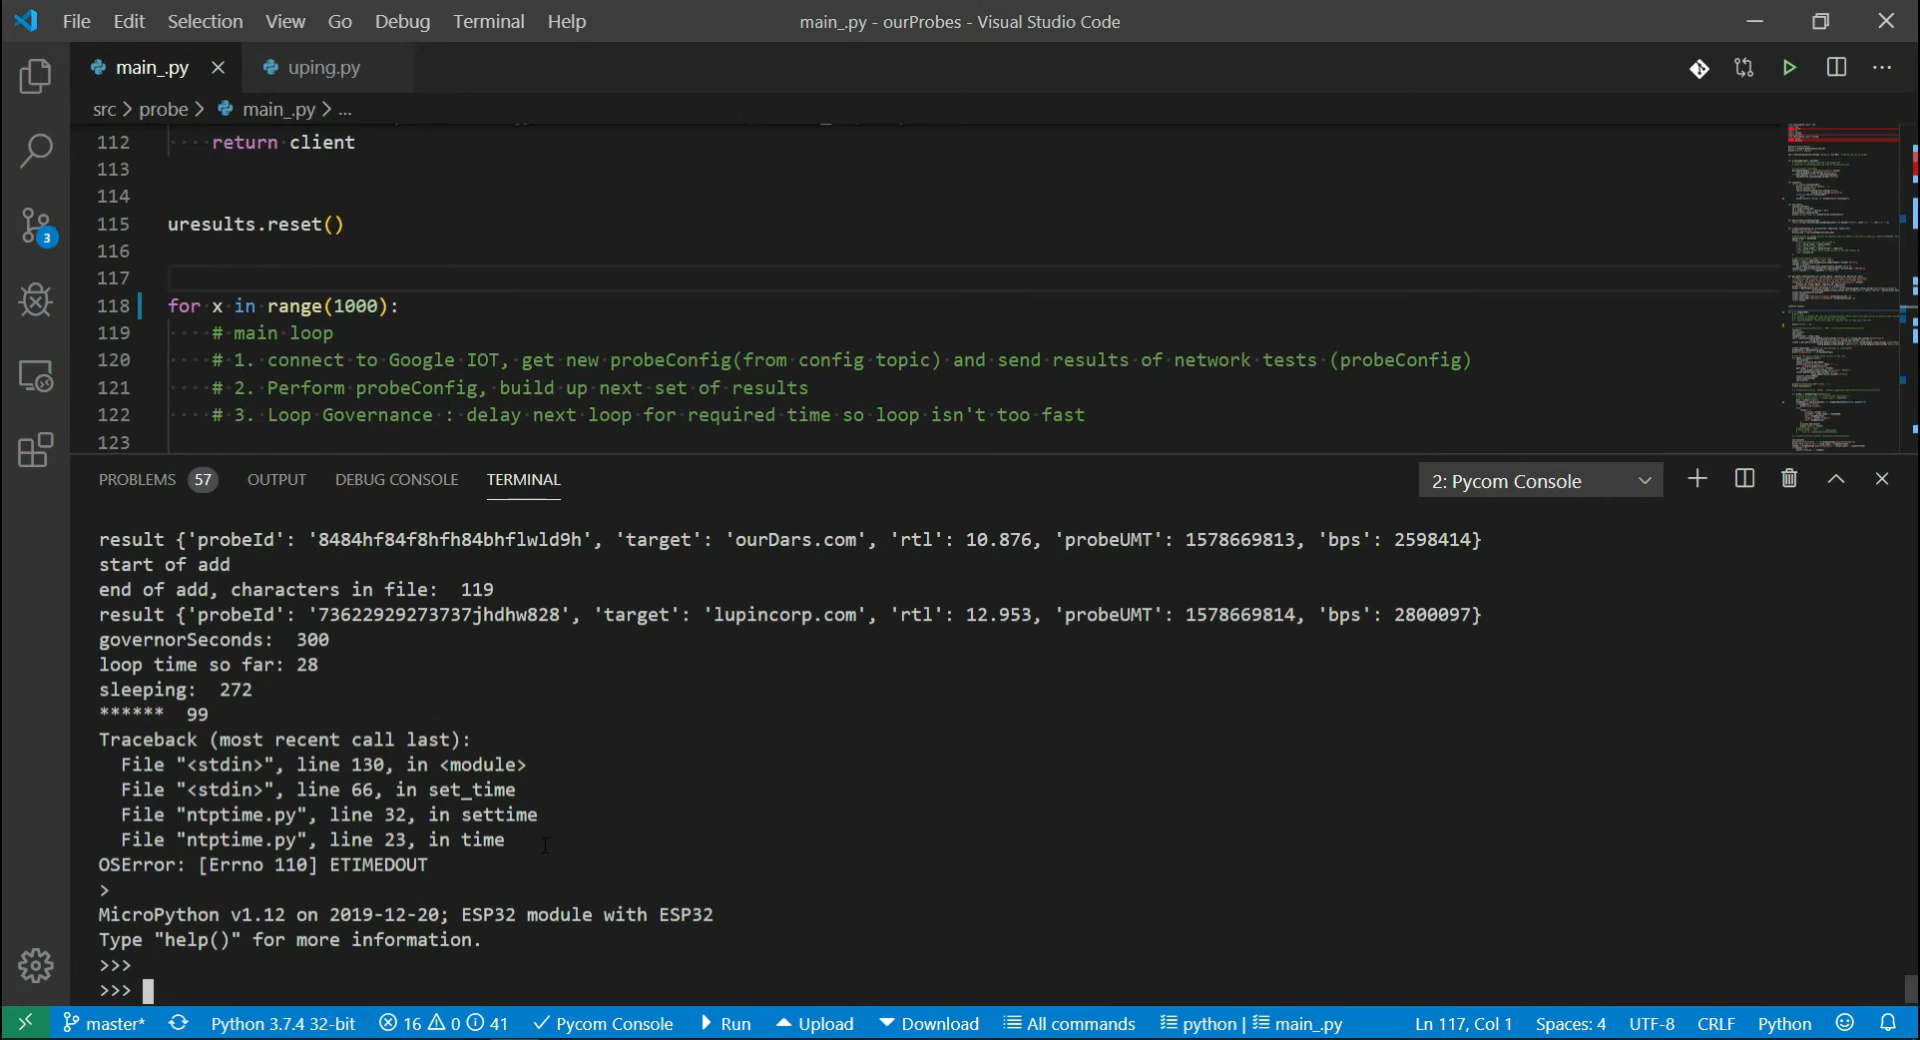 File Edit Selection View Go Debug Terminal Help
main_.py - ourProbes - Visual Studio Code
main_.py
uping.py
src > probe > main_.py > ...
112 return client
113
114
115 uresults.reset()
116
117
118 for x in range(1000):
119 # main loop
120 # 1. connect to Google IOT, get new probeConfig(from config topic) and send results of network tests (probeConfig)
121 # 2. Perform probeConfig, build up next set of results
122 # 3. Loop Governance : delay next loop for required time so loop isn't too fast
123
3
PROBLEMS 57 OUTPUT DEBUG CONSOLE TERMINAL
2: Pycom Console
result {'probeId': '8484hf84f8hfh84bhflwld9h', 'target': 'ourDars.com', 'rtl': 10.876, 'probeUMT': 1578669813, 'bps': 2598414}
start of add
end of add, characters in file:  119
result {'probeId': '73622929273737jhdhw828', 'target': 'lupincorp.com', 'rtl': 12.953, 'probeUMT': 1578669814, 'bps': 2800097}
governorSeconds:  300
loop time so far: 28
sleeping:  272
******  99
Traceback (most recent call last):
  File "<stdin>", line 130, in <module>
  File "<stdin>", line 66, in set_time
  File "ntptime.py", line 32, in settime
  File "ntptime.py", line 23, in time
OSError: [Errno 110] ETIMEDOUT
>
MicroPython v1.12 on 2019-12-20; ESP32 module with ESP32
Type "help()" for more information.
>>>
>>>
master* Python 3.7.4 32-bit 16 0 41 Pycom Console Run Upload Download All commands python | main_.py Ln 117, Col 1 Spaces: 4 UTF-8 CRLF Python